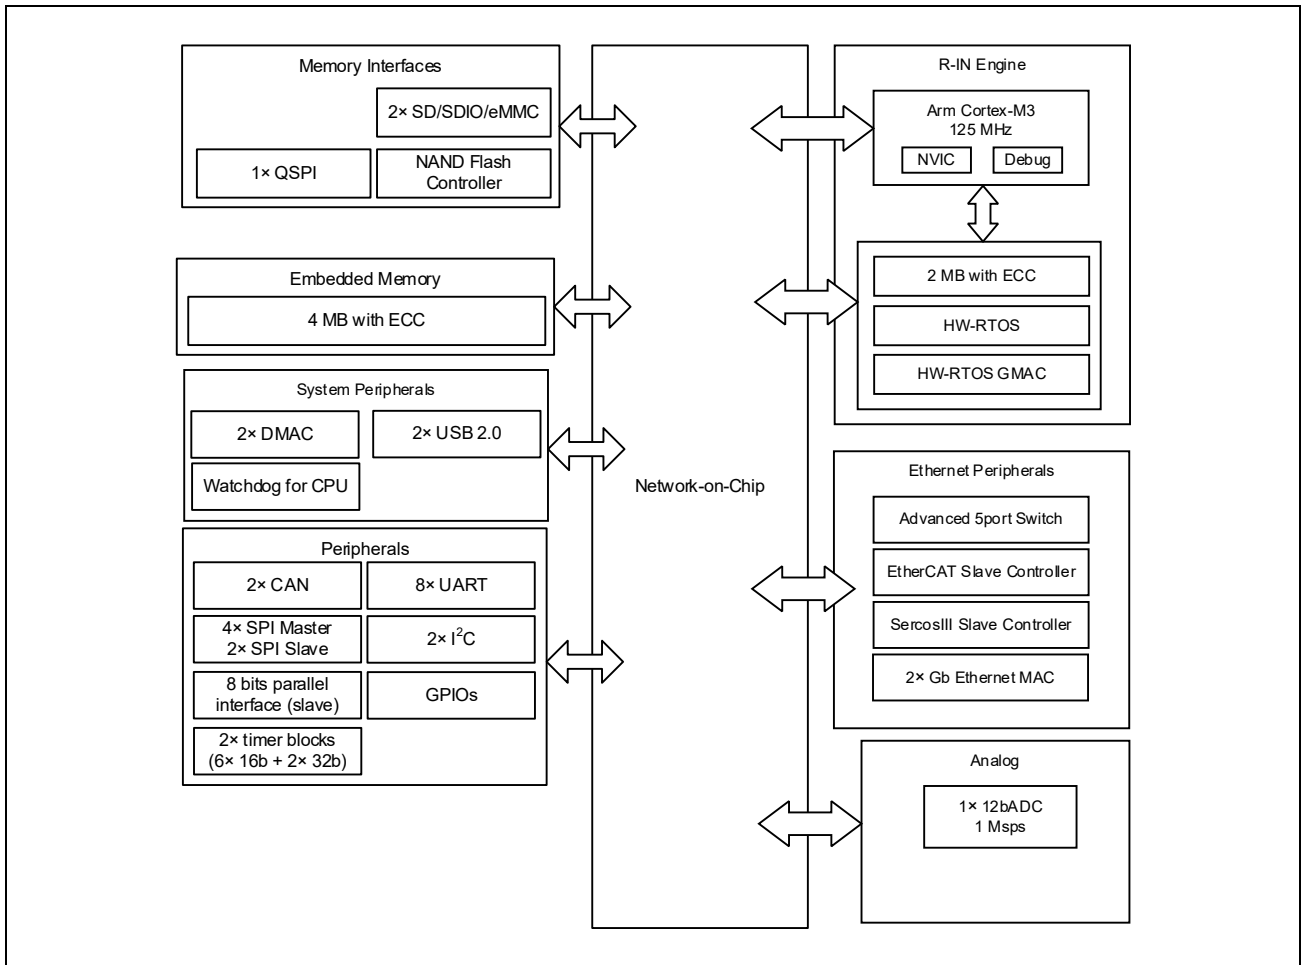 Memory Interfaces
2× SD/SDIO/eMMC
1× QSPI
NAND Flash
Controller
Embedded Memory
4 MB with ECC
System Peripherals
2× DMAC
2× USB 2.0
Watchdog for CPU
Peripherals
2× CAN
8× UART
4× SPI Master
2× SPI Slave
2× I²C
8 bits parallel
interface (slave)
GPIOs
2× timer blocks
(6× 16b + 2× 32b)
Network-on-Chip
R-IN Engine
Arm Cortex-M3
125 MHz
NVIC
Debug
2 MB with ECC
HW-RTOS
HW-RTOS GMAC
Ethernet Peripherals
Advanced 5port Switch
EtherCAT Slave Controller
SercosIII Slave Controller
2× Gb Ethernet MAC
Analog
1× 12bADC
1 Msps